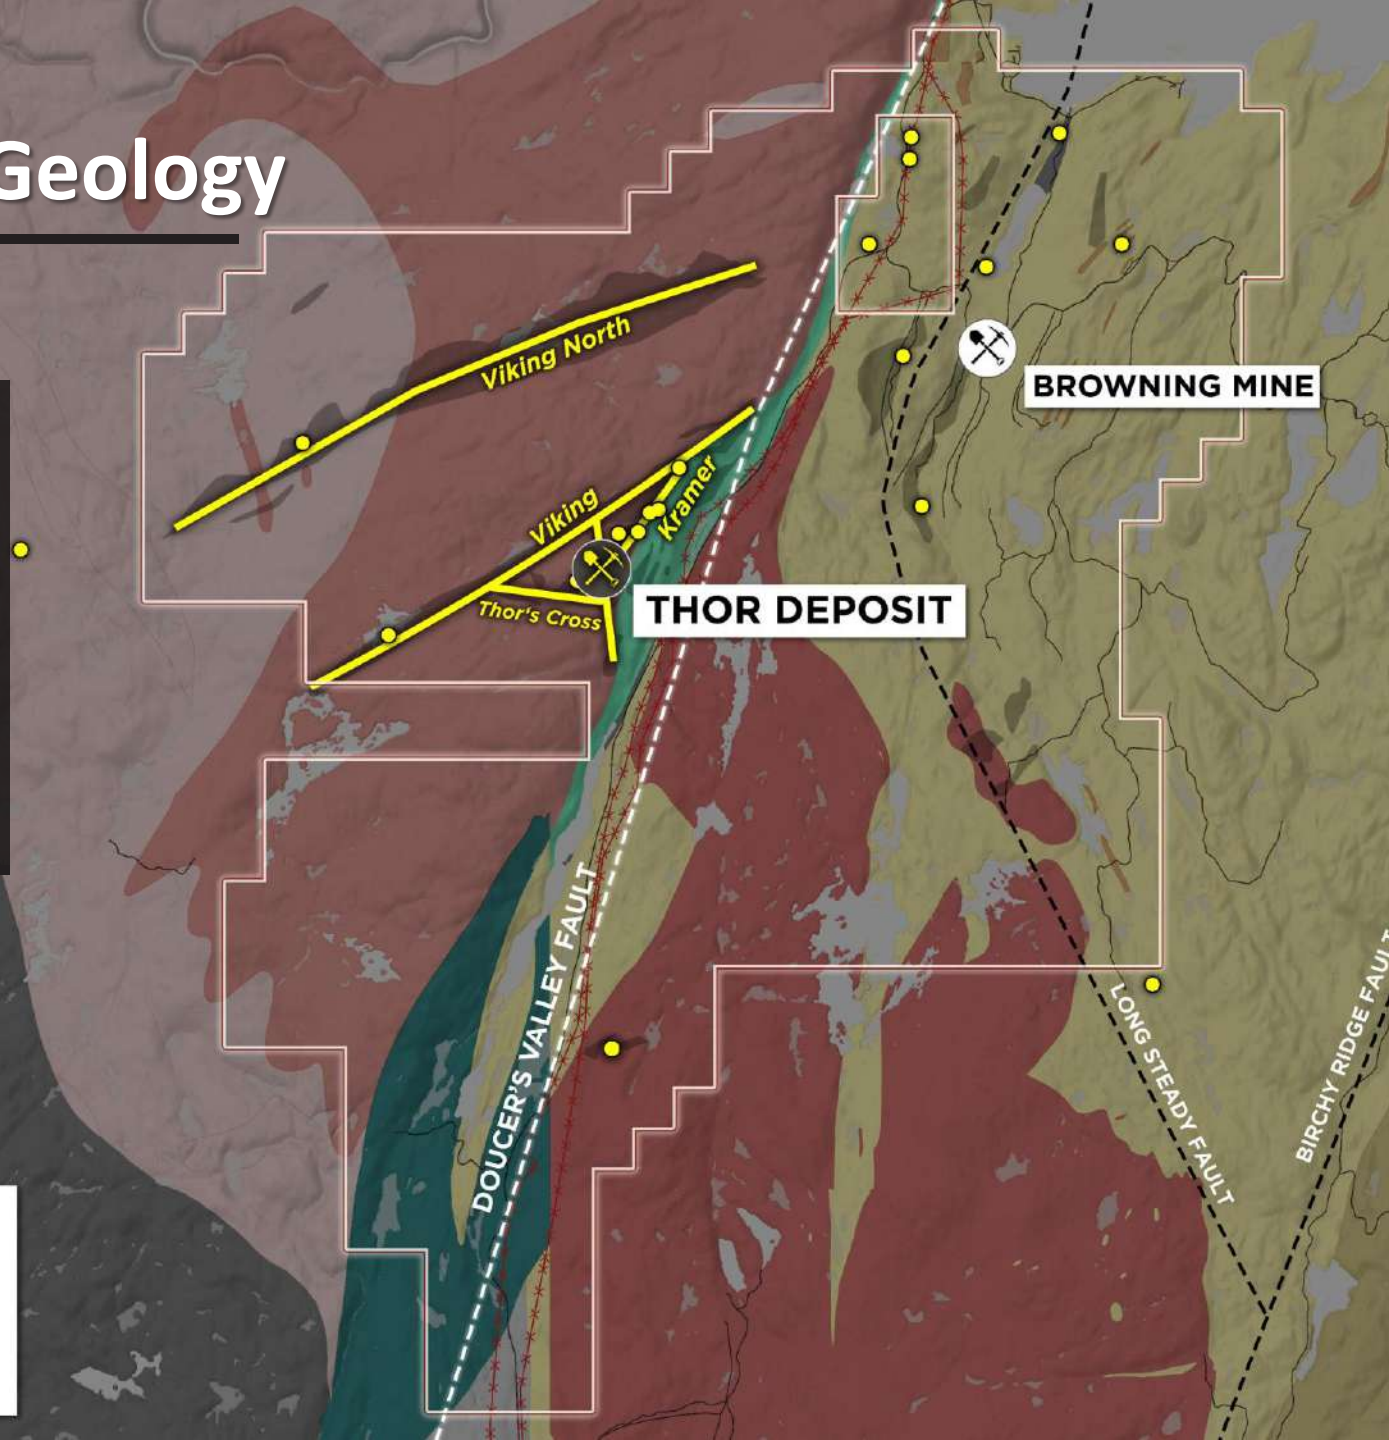 Geology
Viking North
BROWNING MINE
Viking
Kramer
THOR DEPOSIT
Thor's Cross
DOUCER'S VALLEY FAULT
LONG STEADY FAULT
BIRCHY RIDGE FAULT